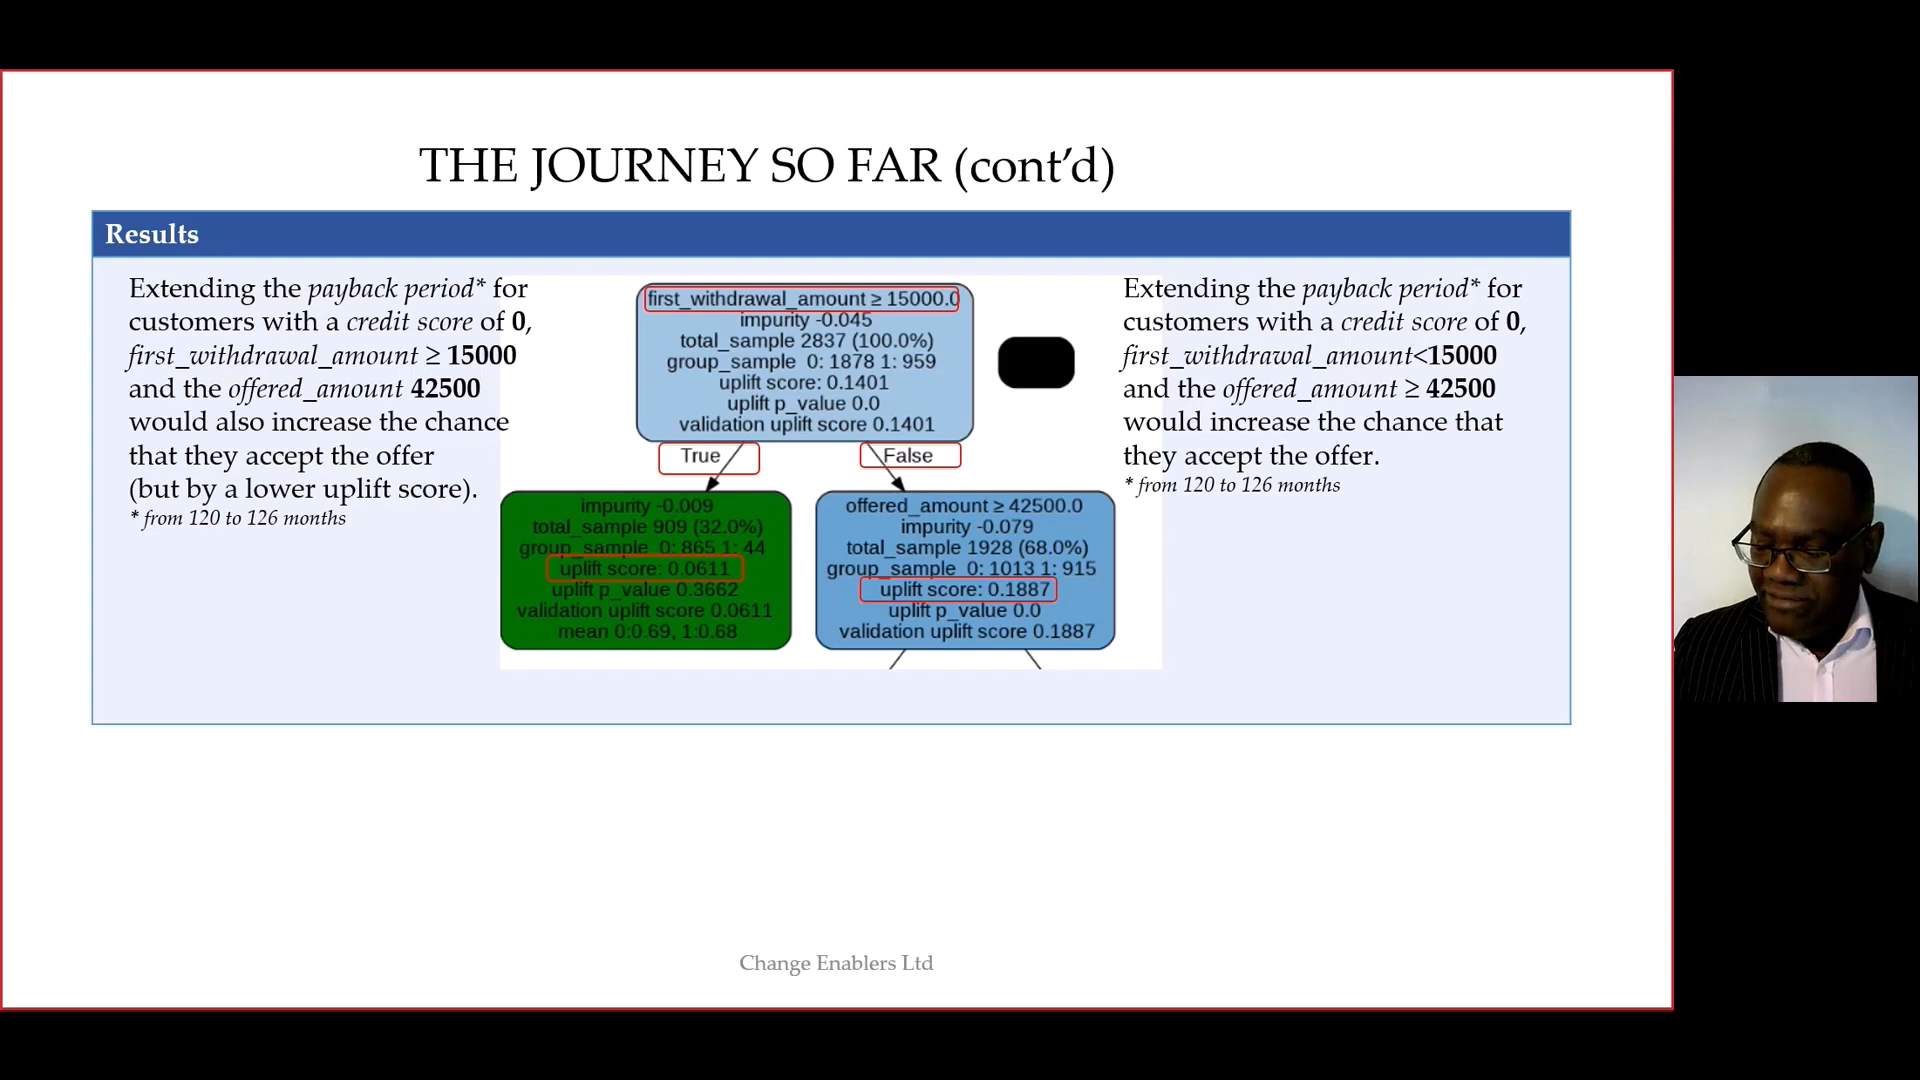 THE JOURNEY SO FAR (cont’d)
Results
Extending the payback period* for
customers with a credit score of 0,
first_withdrawal_amount ≥ 15000
and the offered_amount 42500
would also increase the chance
that they accept the offer
(but by a lower uplift score).
* from 120 to 126 months
first_withdrawal_amount ≥ 15000.0
impurity -0.045
total_sample 2837 (100.0%)
group_sample 0: 1878 1: 959
uplift score: 0.1401
uplift p_value 0.0
validation uplift score 0.1401
True
False
impurity -0.009
total_sample 909 (32.0%)
group_sample 0: 865 1: 44
uplift score: 0.0611
uplift p_value 0.3662
validation uplift score 0.0611
mean 0:0.69, 1:0.68
offered_amount ≥ 42500.0
impurity -0.079
total_sample 1928 (68.0%)
group_sample 0: 1013 1: 915
uplift score: 0.1887
uplift p_value 0.0
validation uplift score 0.1887
Extending the payback period* for
customers with a credit score of 0,
first_withdrawal_amount<15000
and the offered_amount ≥ 42500
would increase the chance that
they accept the offer.
* from 120 to 126 months
Change Enablers Ltd